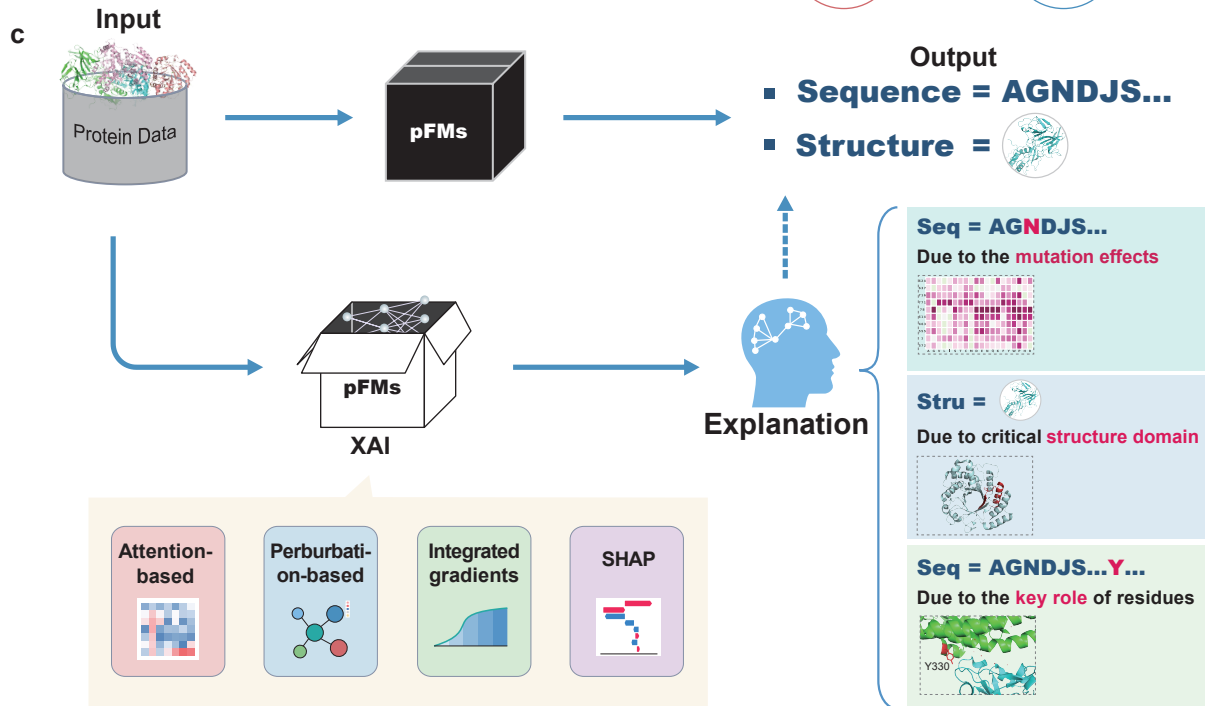 c
Input
Protein Data
pFMs
Output
▪ Sequence = AGNDJS...
▪ Structure =
pFMs
XAI
Explanation
Seq = AGNDJS...
Due to the mutation effects
Stru =
Due to critical structure domain
Seq = AGNDJS...Y...
Due to the key role of residues
Y330
Attention-
based
Perburbati-
on-based
Integrated
gradients
SHAP